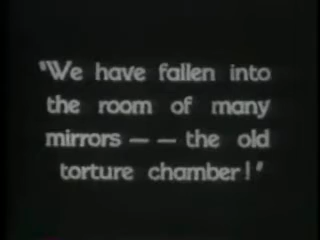 "We have fallen into
the room of many
mirrors -- the old
torture chamber!"